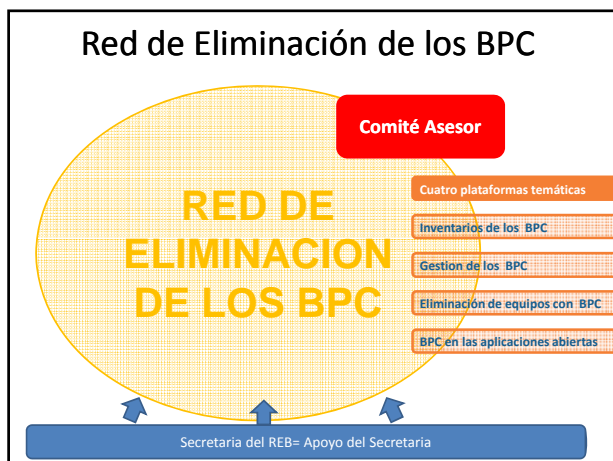 Red de Eliminación de los BPC
Comité Asesor
RED DE
ELIMINACION
DE LOS BPC
Cuatro plataformas temáticas
Inventarios de los BPC
Gestion de los BPC
Eliminación de equipos con BPC
BPC en las aplicaciones abiertas
Secretaria del REB= Apoyo del Secretaria